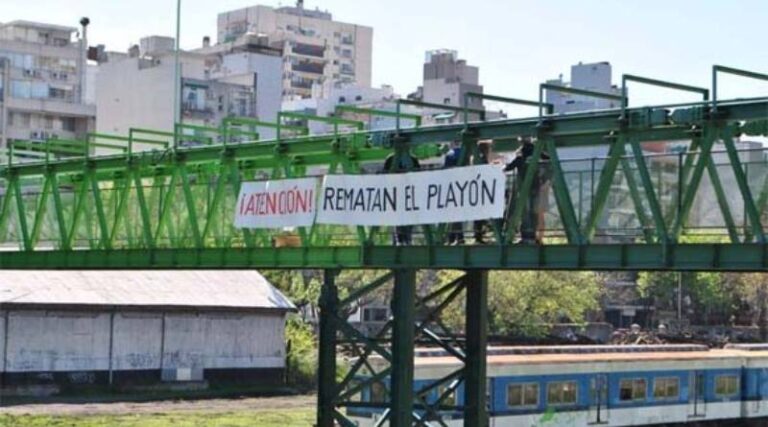 ¡ATENCIÓN! REMATAN EL PLAYÓN